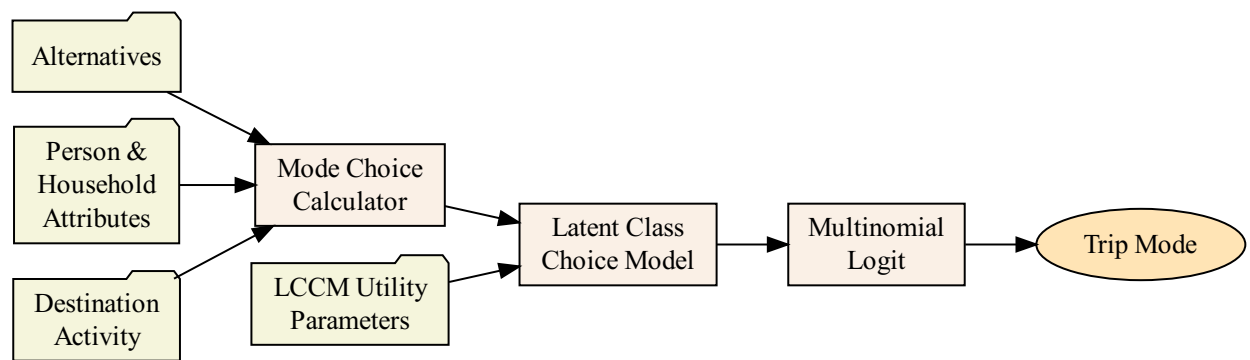 Alternatives
Person &
Household
Attributes
Destination
Activity
Mode Choice
Calculator
LCCM Utility
Parameters
Latent Class
Choice Model
Multinomial
Logit
Trip Mode